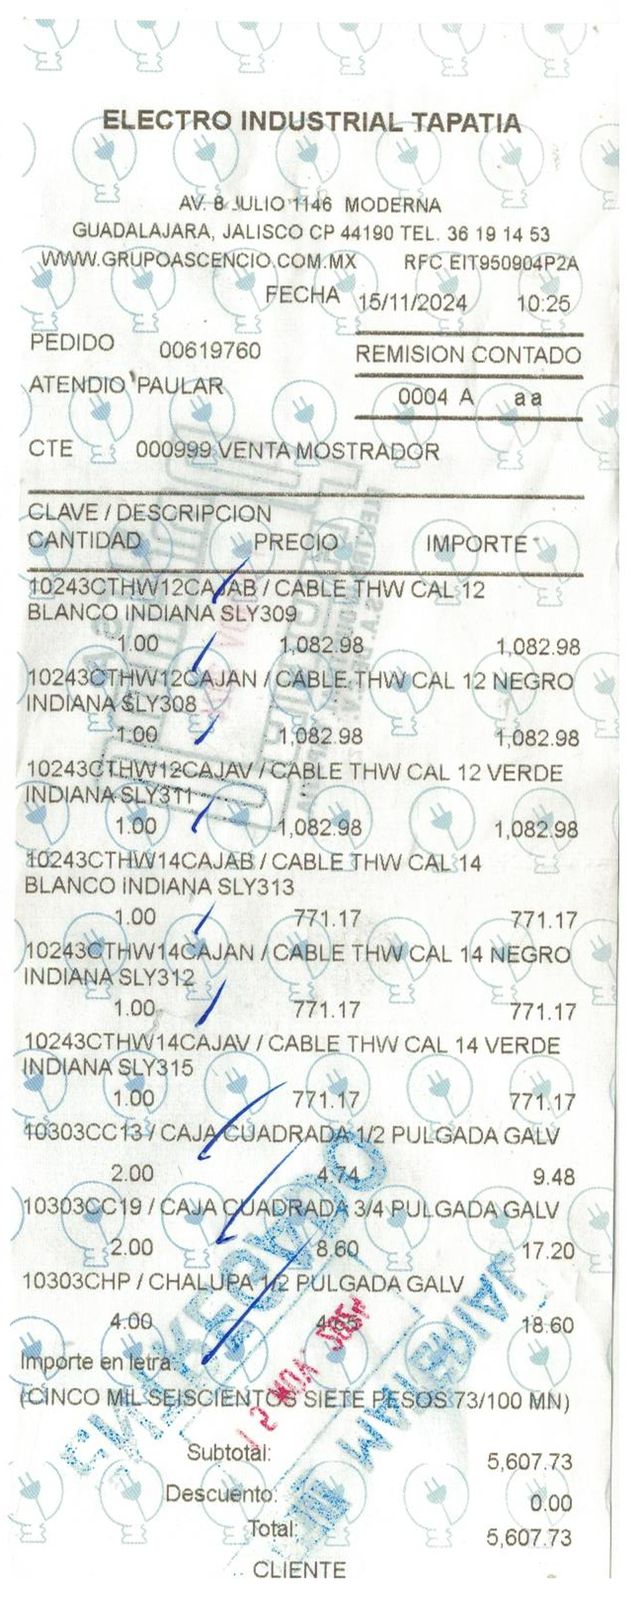 ELECTRO INDUSTRIAL TAPATIA
AV. 8 JULIO 1146 MODERNA
GUADALAJARA, JALISCO CP 44190 TEL. 36 19 14 53
WWW.GRUPOASCENCIO.COM.MX RFC EIT950904P2A
FECHA 15/11/2024 10:25
PEDIDO 00619760 REMISION CONTADO
ATENDIO PAULAR 0004 A aa
CTE 000999 VENTA MOSTRADOR
CLAVE / DESCRIPCION
CANTIDAD PRECIO IMPORTE
10243CTHW12CAJAB / CABLE THW CAL 12
BLANCO INDIANA SLY309
1.00 1,082.98 1,082.98
10243CTHW12CAJAN / CABLE THW CAL 12 NEGRO
INDIANA SLY308
1.00 1,082.98 1,082.98
10243CTHW12CAJAV / CABLE THW CAL 12 VERDE
INDIANA SLY311
1.00 1,082.98 1,082.98
10243CTHW14CAJAB / CABLE THW CAL 14
BLANCO INDIANA SLY313
1.00 771.17 771.17
10243CTHW14CAJAN / CABLE THW CAL 14 NEGRO
INDIANA SLY312
1.00 771.17 771.17
10243CTHW14CAJAV / CABLE THW CAL 14 VERDE
INDIANA SLY315
1.00 771.17 771.17
10303CC13 / CAJA CUADRADA 1/2 PULGADA GALV
2.00 4.74 9.48
10303CC19 / CAJA CUADRADA 3/4 PULGADA GALV
2.00 8.60 17.20
10303CHP / CHALUPA 1/2 PULGADA GALV
4.00 4.65 18.60
Importe en letra:
(CINCO MIL SEISCIENTOS SIETE PESOS 73/100 MN)
Subtotal: 5,607.73
Descuento: 0.00
Total: 5,607.73
CLIENTE